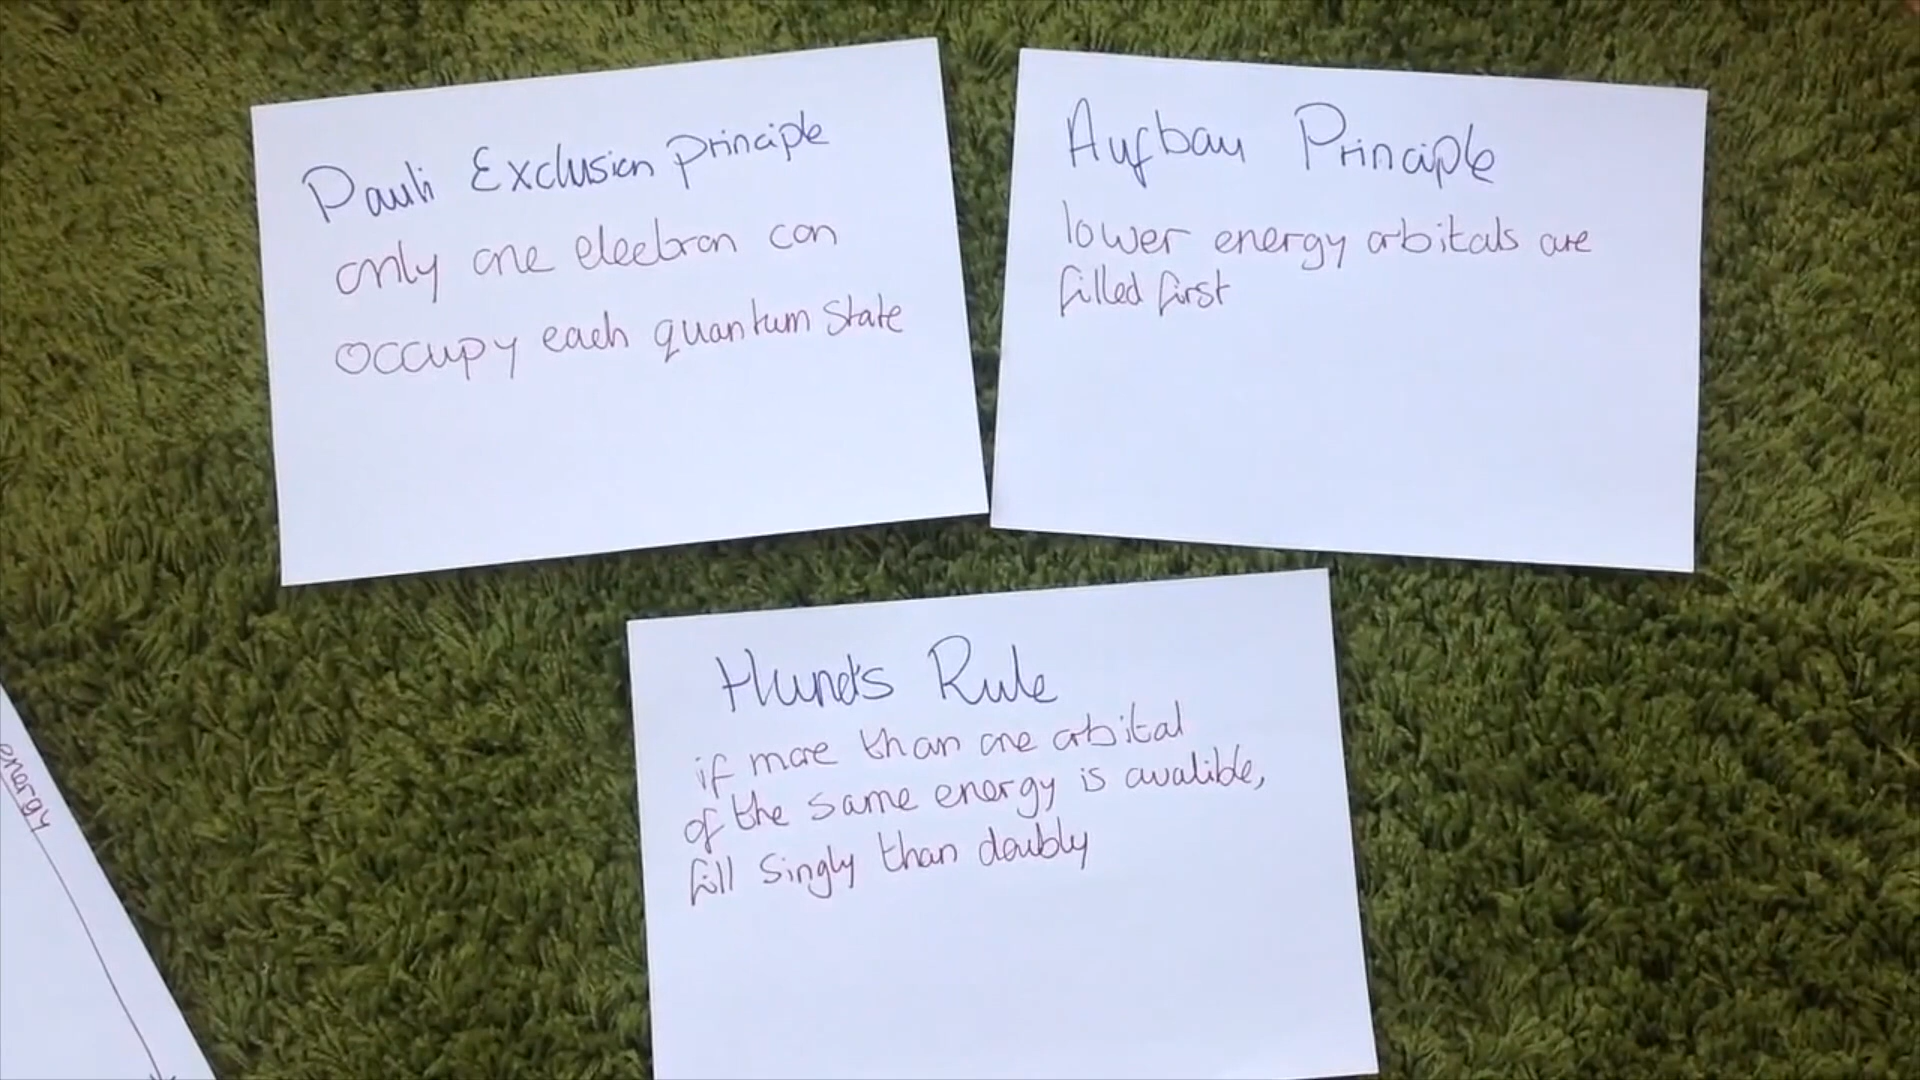 Pauli Exclusion principle
only one electron can
occupy each quantum state
Aufbau Principle
lower energy orbitals are
filled first
Hund's Rule
if more than one orbital
of the same energy is avalible,
fill singly than doubly
energy